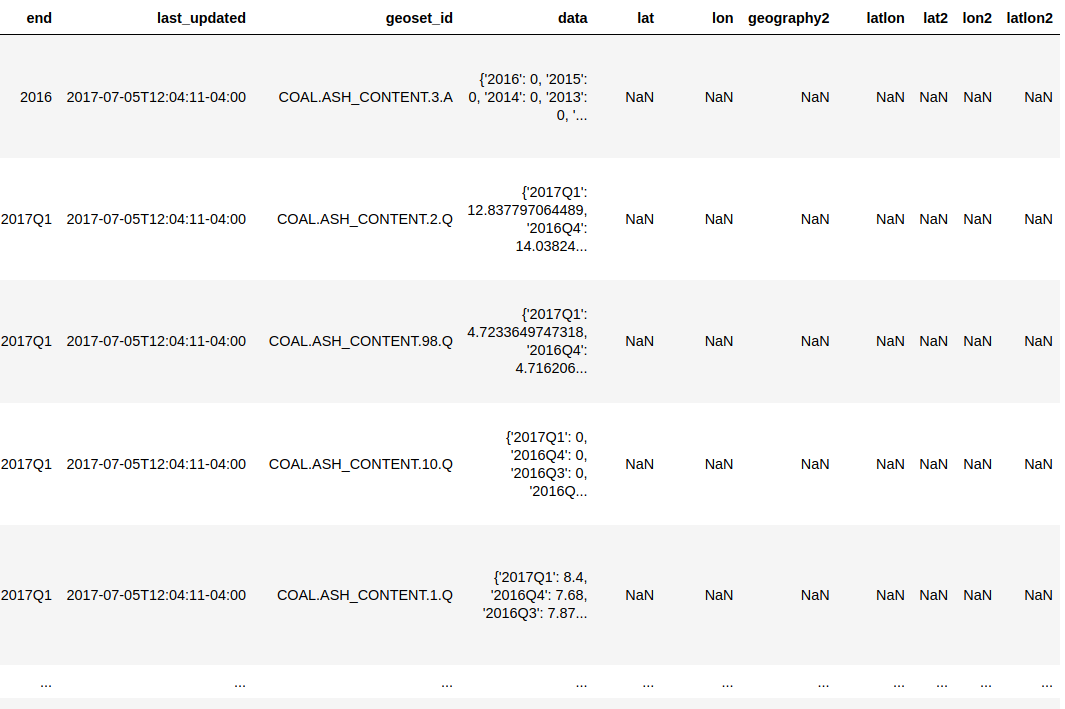 end last_updated geoset_id data lat lon geography2 latlon lat2 lon2 latlon2
{'2016': 0, '2015':
2016 2017-07-05T12:04:11-04:00 COAL.ASH_CONTENT.3.A 0, '2014': 0, '2013': NaN NaN NaN NaN NaN NaN NaN
0, '...
{'2017Q1':
2017Q1 2017-07-05T12:04:11-04:00 COAL.ASH_CONTENT.2.Q 12.837797064489, NaN NaN NaN NaN NaN NaN NaN
'2016Q4':
14.03824...
{'2017Q1':
2017Q1 2017-07-05T12:04:11-04:00 COAL.ASH_CONTENT.98.Q 4.7233649747318, NaN NaN NaN NaN NaN NaN NaN
'2016Q4':
4.716206...
{'2017Q1': 0,
2017Q1 2017-07-05T12:04:11-04:00 COAL.ASH_CONTENT.10.Q '2016Q4': 0, NaN NaN NaN NaN NaN NaN NaN
'2016Q3': 0,
'2016Q...
{'2017Q1': 8.4,
2017Q1 2017-07-05T12:04:11-04:00 COAL.ASH_CONTENT.1.Q '2016Q4': 7.68, NaN NaN NaN NaN NaN NaN NaN
'2016Q3': 7.87...
... ... ... ... ... ... ... ... ... ... ...